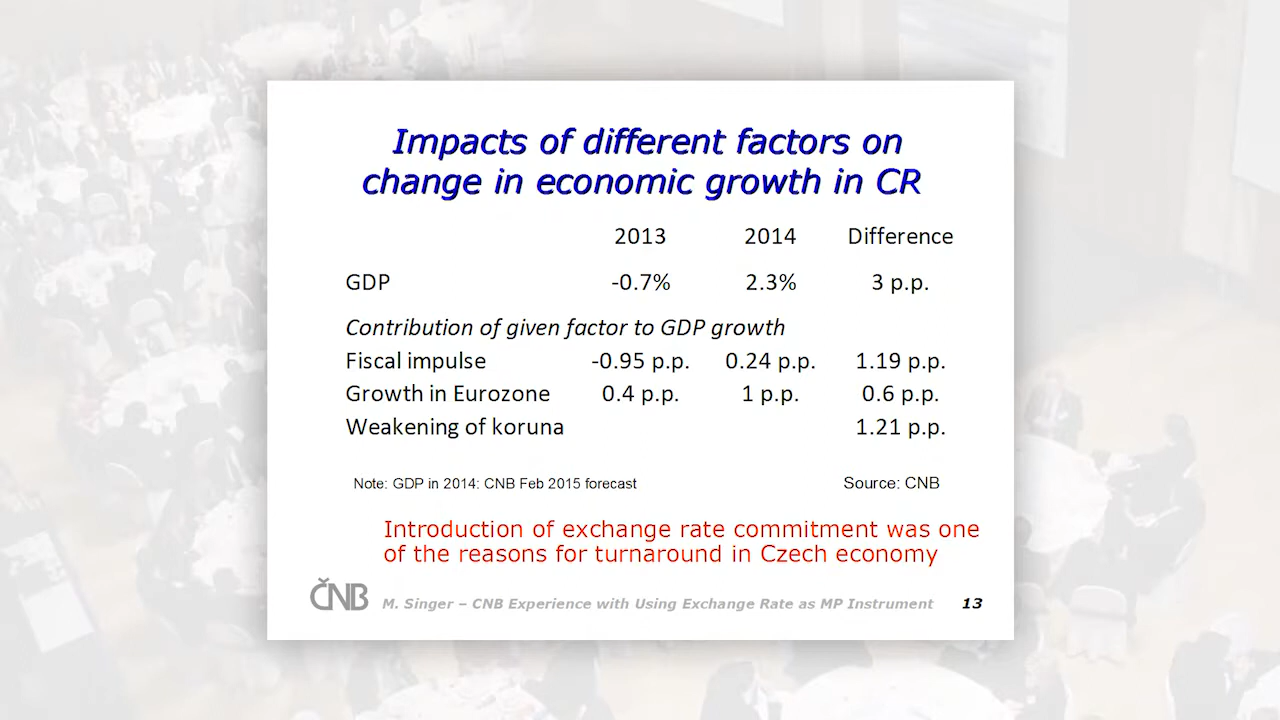 Impacts of different factors on
change in economic growth in CR
2013 2014 Difference
GDP -0.7% 2.3% 3 p.p.
Contribution of given factor to GDP growth
Fiscal impulse -0.95 p.p. 0.24 p.p. 1.19 p.p.
Growth in Eurozone 0.4 p.p. 1 p.p. 0.6 p.p.
Weakening of koruna 1.21 p.p.
Note: GDP in 2014: CNB Feb 2015 forecast Source: CNB
Introduction of exchange rate commitment was one
of the reasons for turnaround in Czech economy
ČNB M. Singer – CNB Experience with Using Exchange Rate as MP Instrument 13